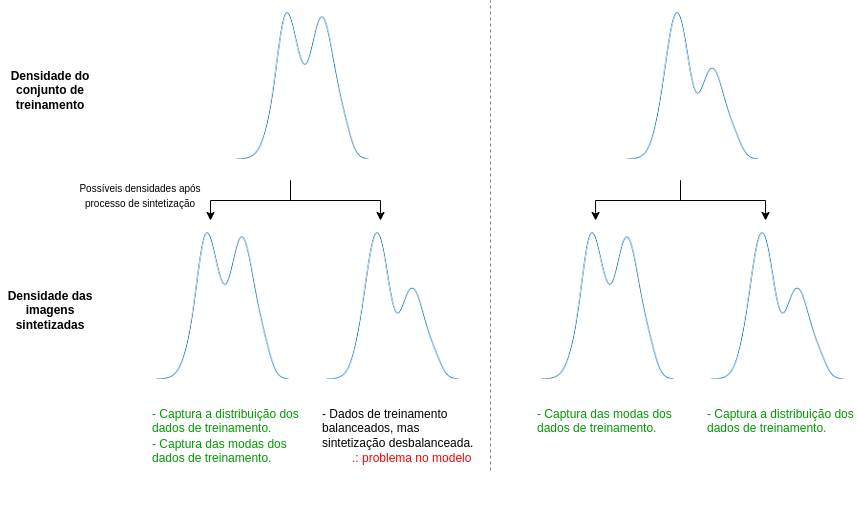 Densidade do
conjunto de
treinamento
Possíveis densidades após
processo de sintetização
Densidade das
imagens
sintetizadas
- Captura a distribuição dos
dados de treinamento.
- Captura das modas dos
dados de treinamento.
- Dados de treinamento
balanceados, mas
sintetização desbalanceada.
.: problema no modelo
- Captura das modas dos
dados de treinamento.
- Captura a distribuição dos
dados de treinamento.